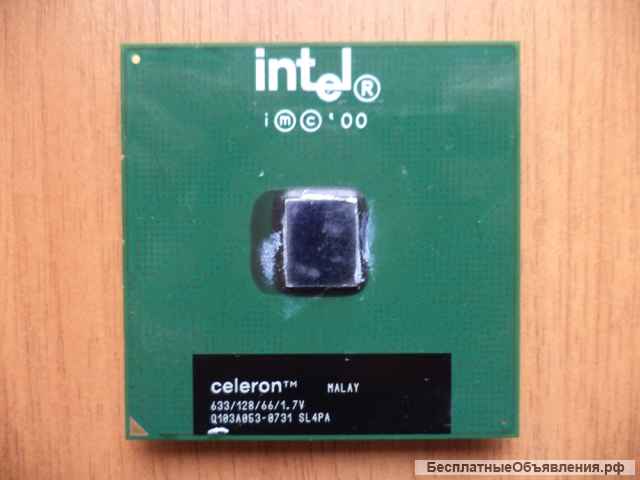 intel®
i ⓜ ⓒ '00
celeron™ MALAY
633/128/66/1.7V
Q103A053-0731 SL4PA
БесплатныеОбъявления.рф